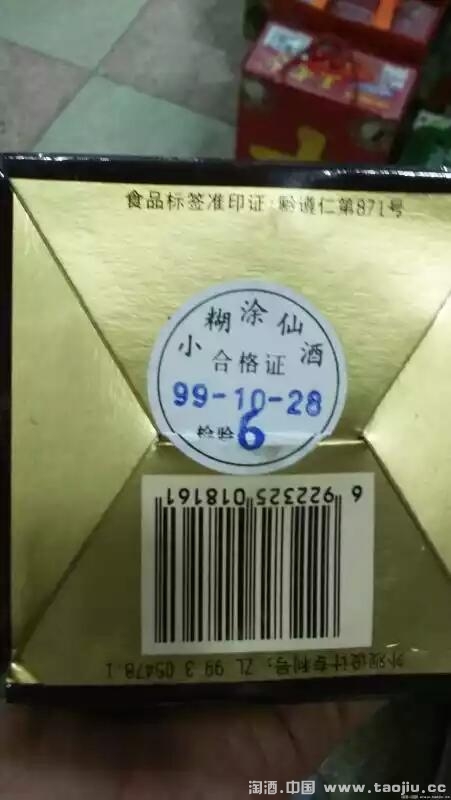 食品标签准印证:黔遵仁第871号
小糊涂仙酒
合格证
99-10-28
检验6
6 922325 018161
外观设计专利号:ZL 99 3 05478.1
淘酒.中国 www.taojiu.cc